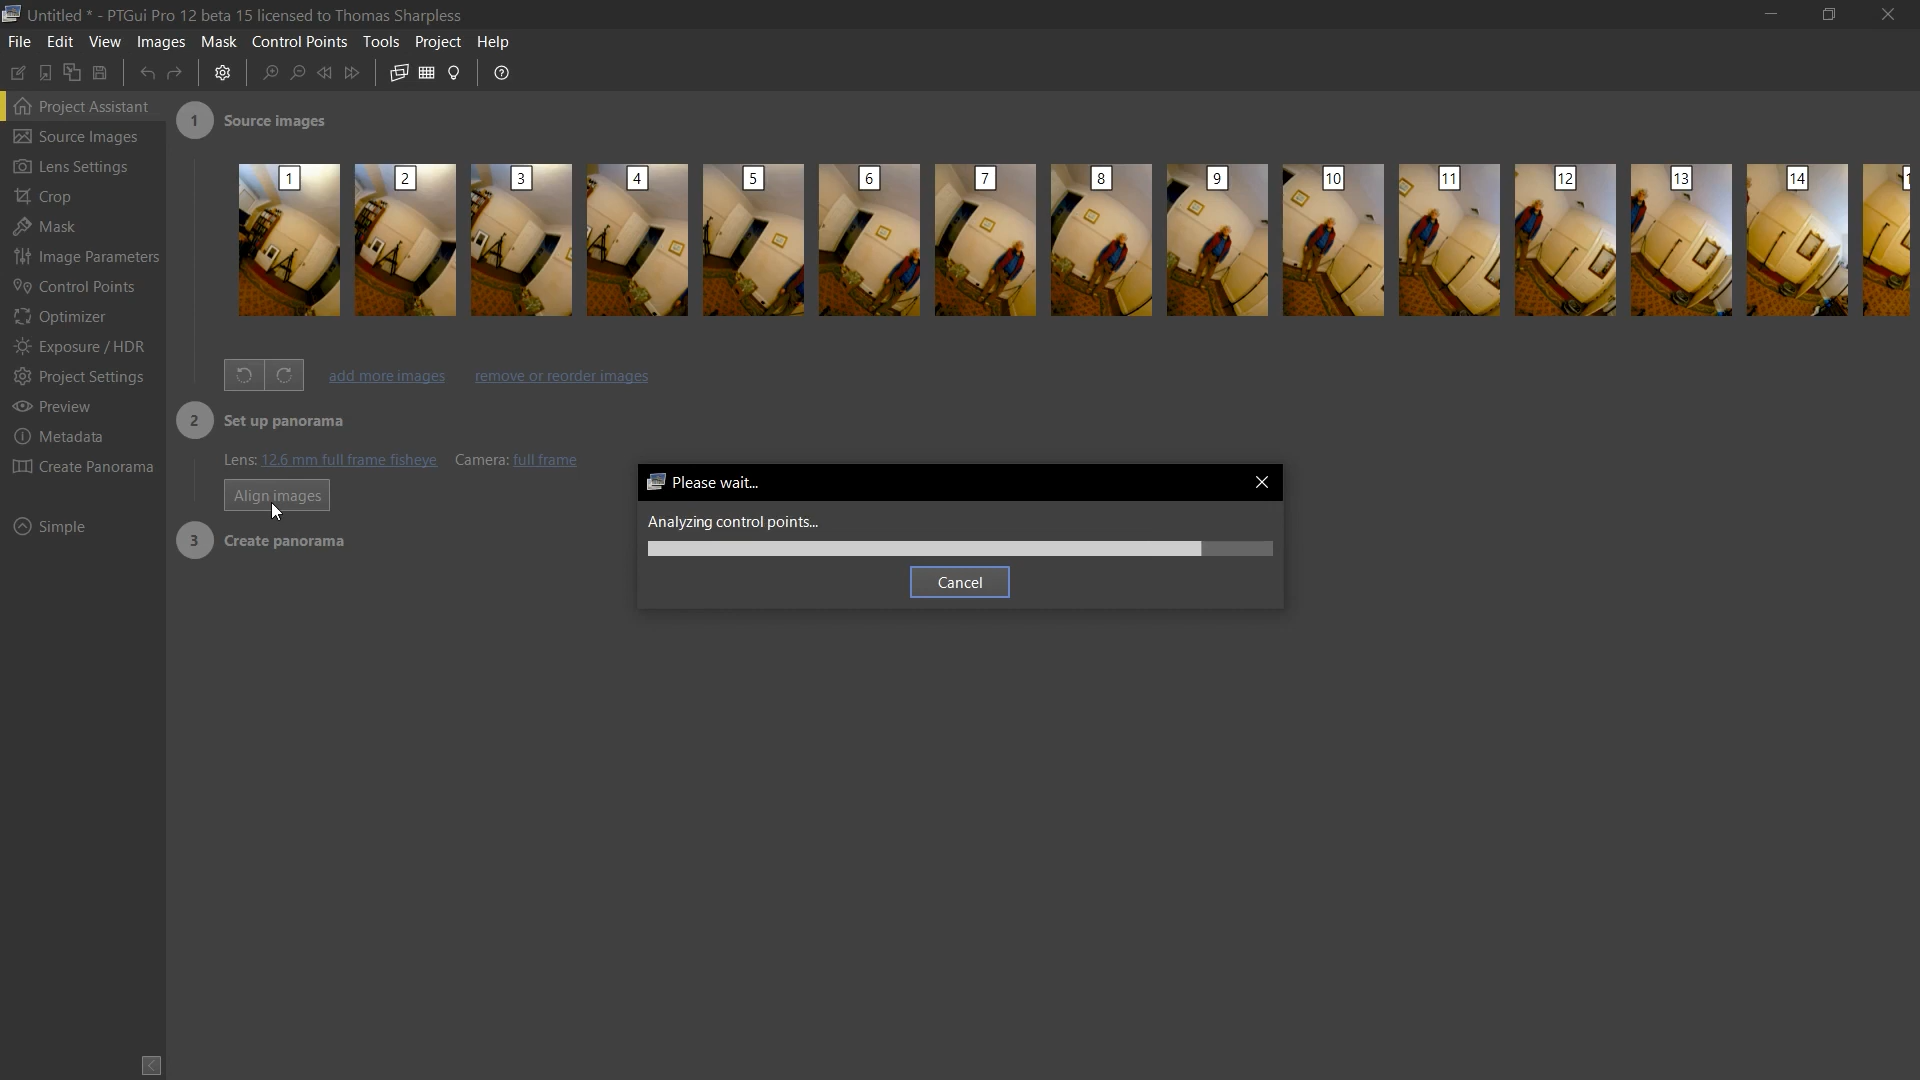 Untitled * - PTGui Pro 12 beta 15 licensed to Thomas Sharpless
File Edit View Images Mask Control Points Tools Project Help
Project Assistant
Source Images
Lens Settings
Crop
Mask
Image Parameters
Control Points
Optimizer
Exposure / HDR
Project Settings
Preview
Metadata
Create Panorama
Simple
1 Source images
1 2 3 4 5 6 7 8 9 10 11 12 13 14
add more images remove or reorder images
2 Set up panorama
Lens: 12.6 mm full frame fisheye Camera: full frame
Align images
3 Create panorama
Please wait...
Analyzing control points...
Cancel